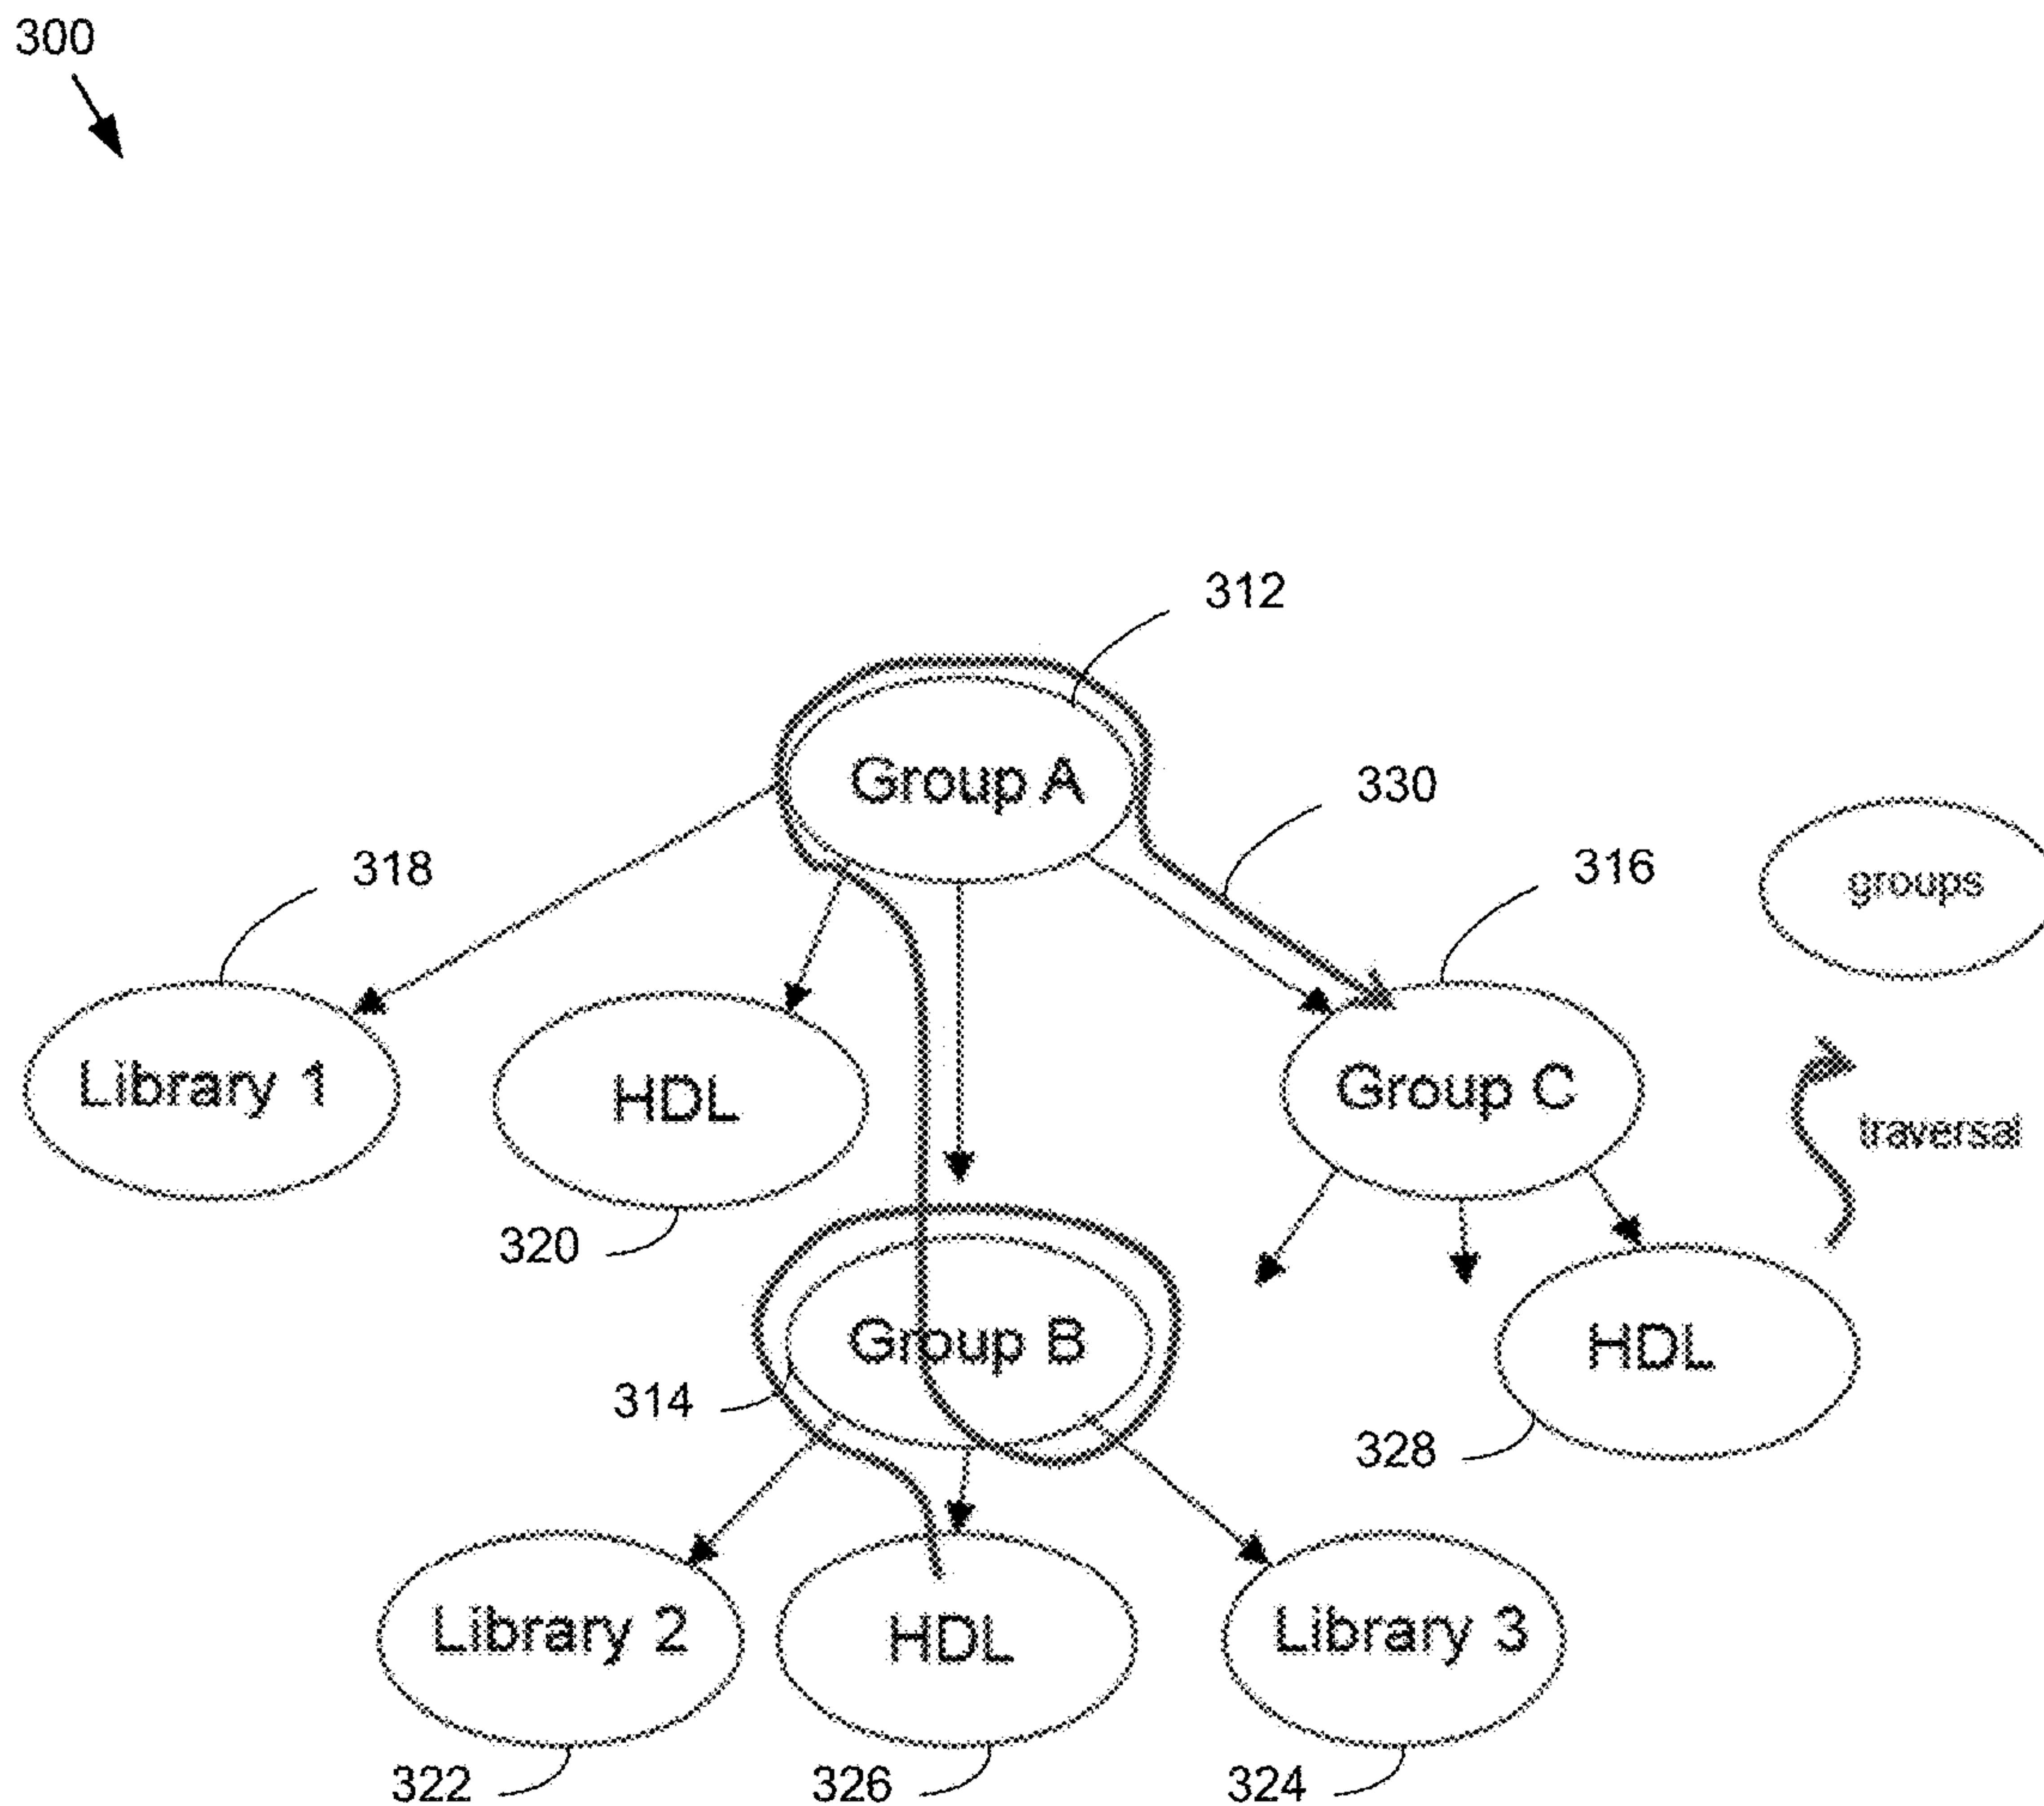 300
312
Group A
330
318
316
groups
Library 1
HDL
Group C
traversal
320
Group B
HDL
314
328
Library 2
HDL
Library 3
322
326
324